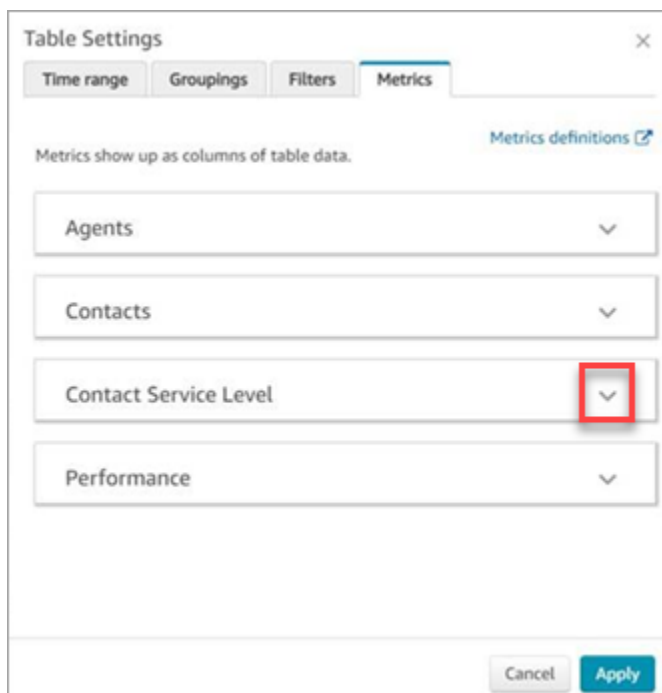 Table Settings
Time range Groupings Filters Metrics
Metrics definitions
Metrics show up as columns of table data.
Agents
Contacts
Contact Service Level
Performance
Cancel Apply